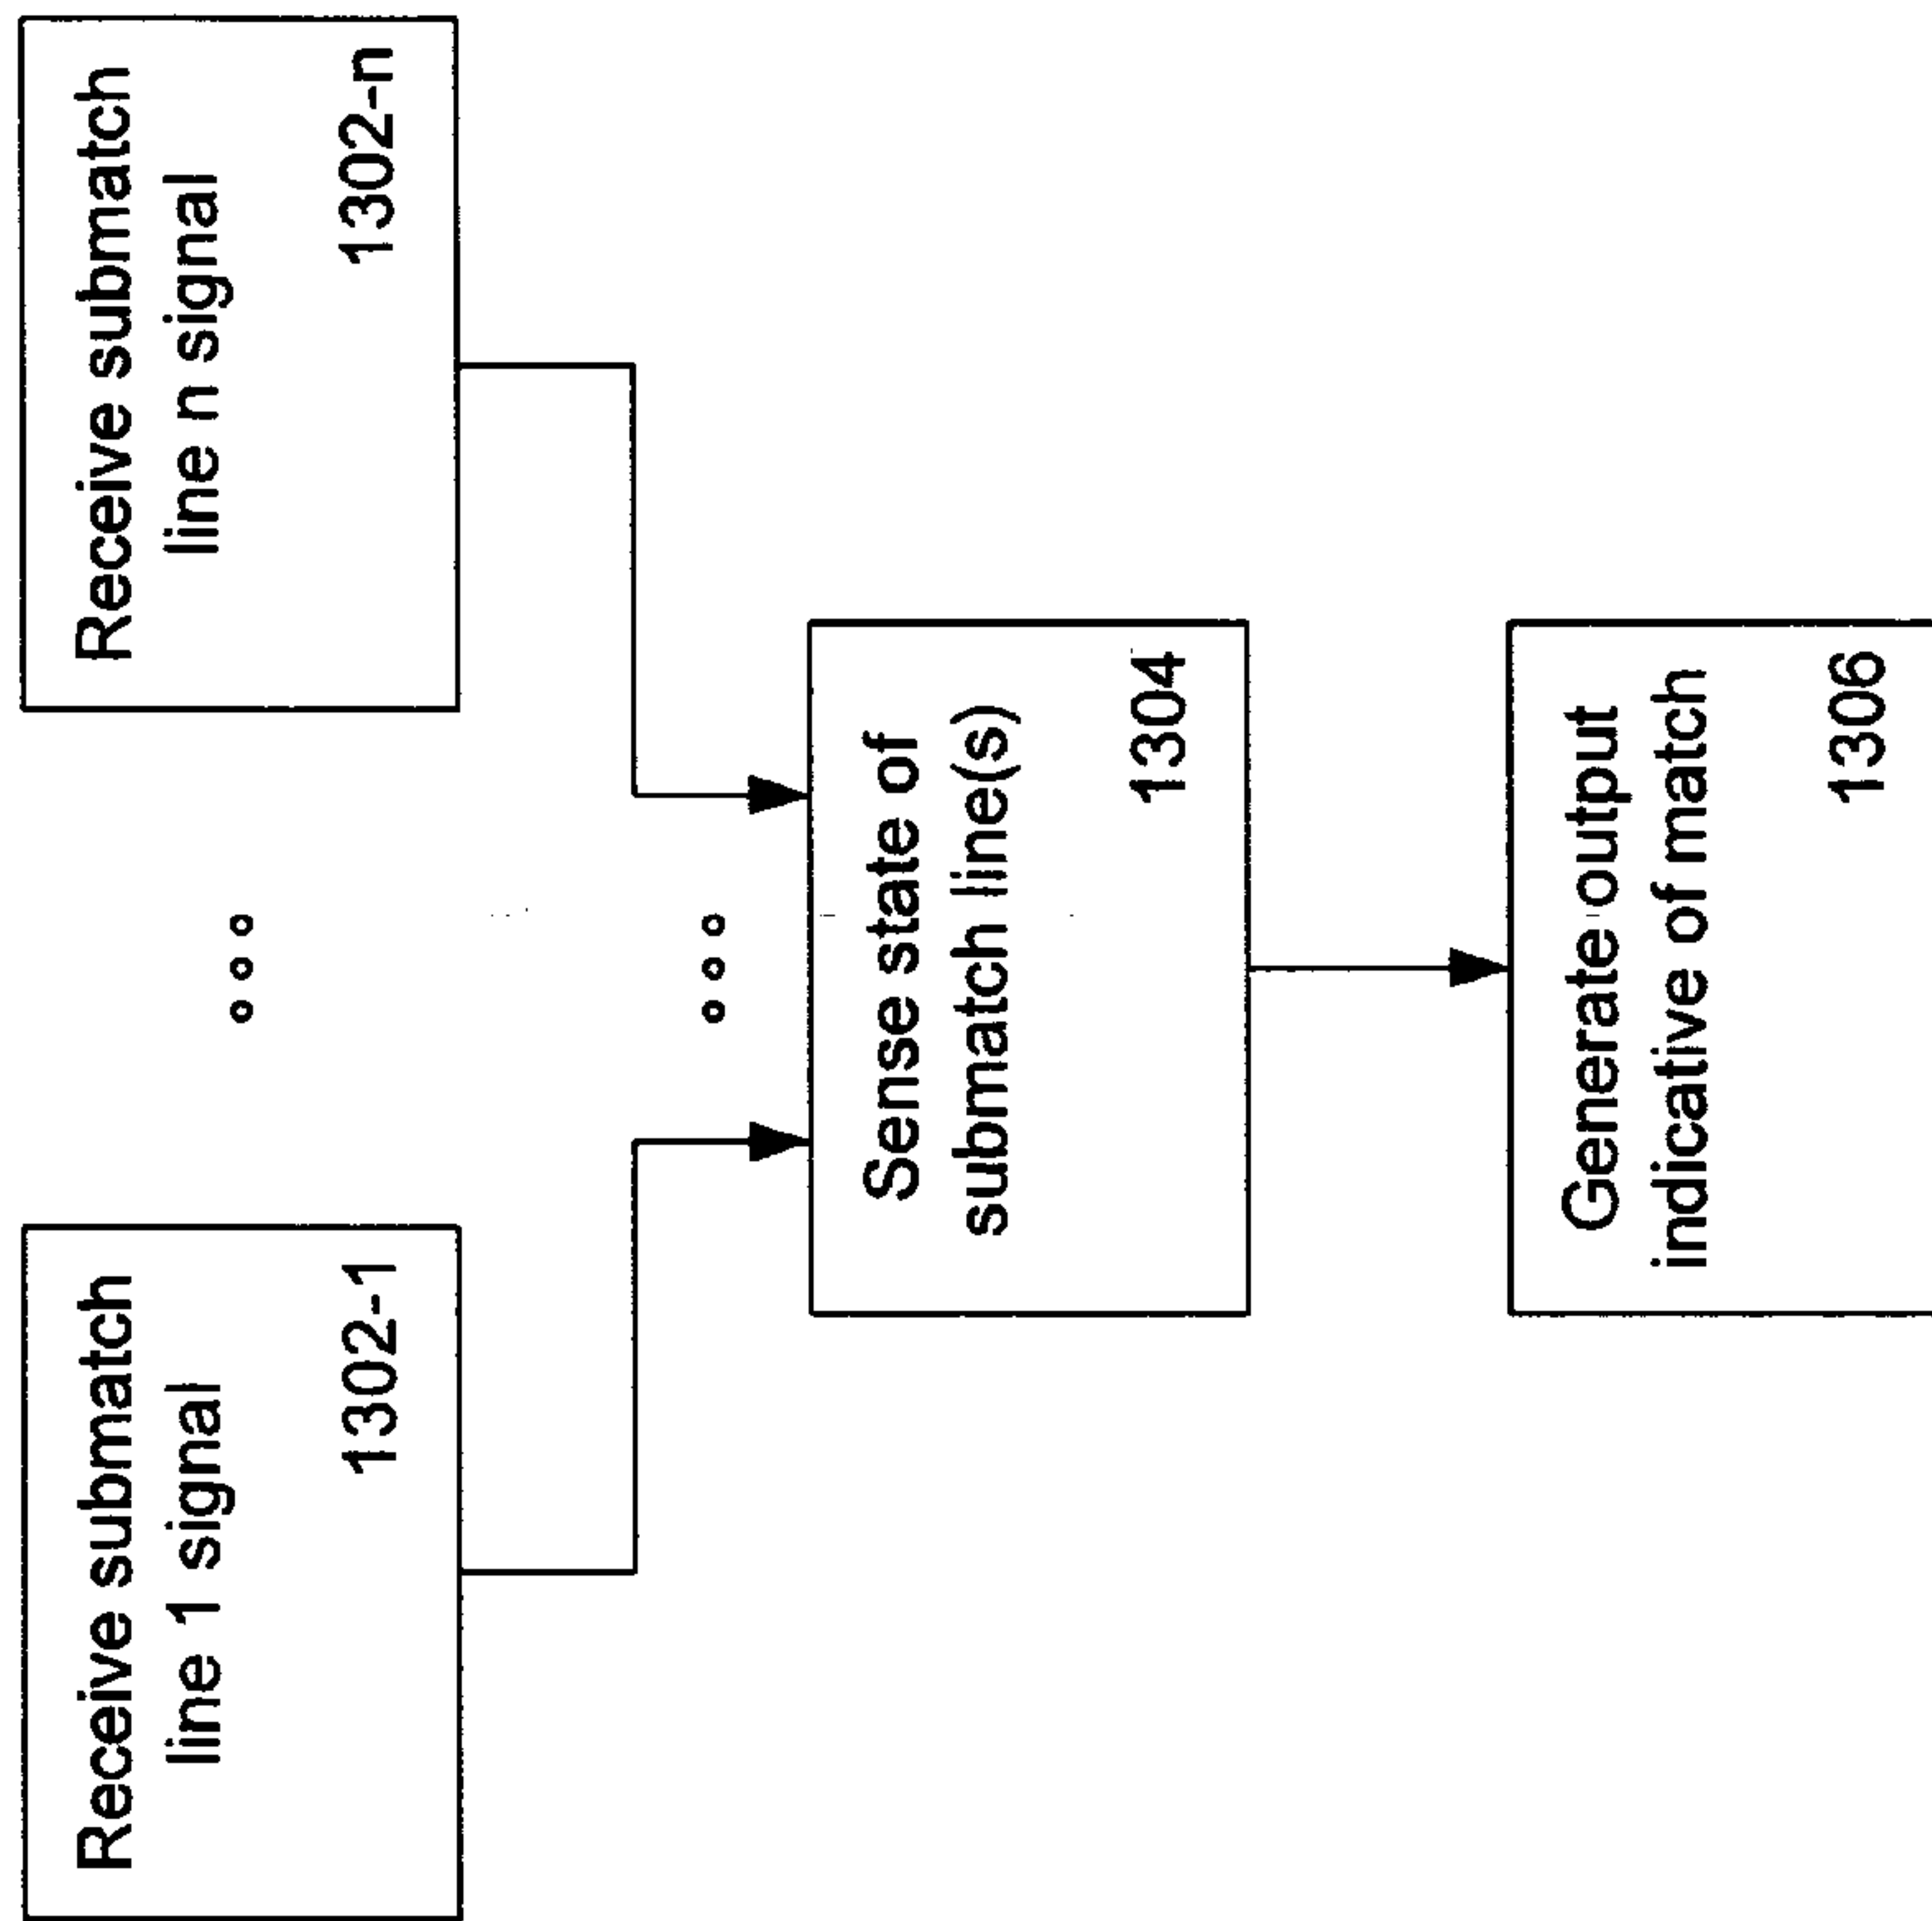 Receive submatch
line 1 signal
1302-1
Receive submatch
line n signal
1302-n
Sense state of
submatch line(s)
1304
Generate output
indicative of match
1306